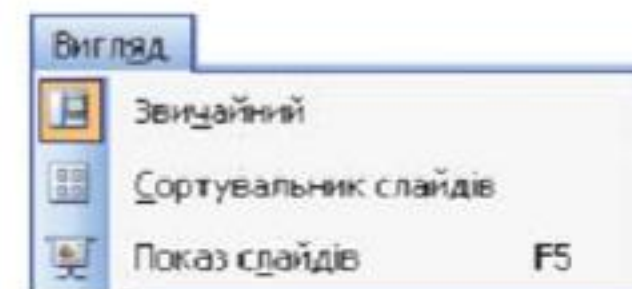 Вигляд
Звичайний
Сортувальник слайдів
Показ слайдів F5